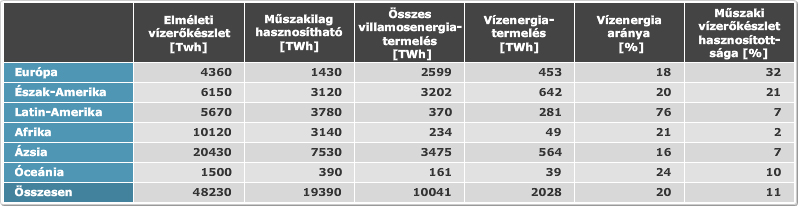 Elméleti vízerőkészlet [Twh] Műszakilag hasznosítható [TWh] Összes villamosenergia-termelés [TWh] Vízenergia-termelés [TWh] Vízenergia aránya [%] Műszaki vízerőkészlet hasznosított-sága [%]
Európa 4360 1430 2599 453 18 32
Észak-Amerika 6150 3120 3202 642 20 21
Latin-Amerika 5670 3780 370 281 76 7
Afrika 10120 3140 234 49 21 2
Ázsia 20430 7530 3475 564 16 7
Óceánia 1500 390 161 39 24 10
Összesen 48230 19390 10041 2028 20 11